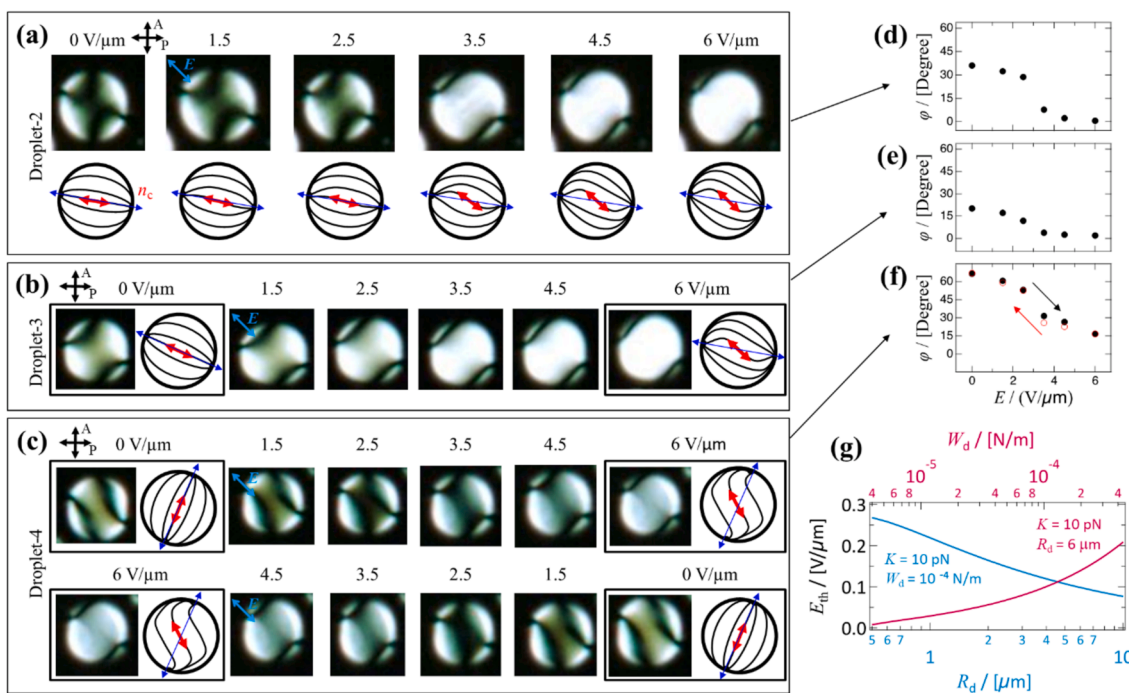 (a)
0 V/µm
A
P
1.5
2.5
3.5
4.5
6 V/µm
E
Droplet-2
n_c
(b)
A
P
0 V/µm
1.5
2.5
3.5
4.5
6 V/µm
E
Droplet-3
(c)
A
P
0 V/µm
1.5
2.5
3.5
4.5
6 V/µm
E
Droplet-4
6 V/µm
4.5
3.5
2.5
1.5
0 V/µm
E
(d)
φ / [Degree]
60
45
30
15
0
(e)
φ / [Degree]
60
45
30
15
0
(f)
φ / [Degree]
60
45
30
15
0
0 2 4 6
E / (V/µm)
(g)
W_d / [N/m]
10⁻⁵ 10⁻⁴
4 6 8 2 4 6 8 2 4
E_th / [V/µm]
0.3
0.2
0.1
0.0
K = 10 pN
R_d = 6 µm
K = 10 pN
W_d = 10⁻⁴ N/m
5 6 7 2 3 4 5 6 7
1 10
R_d / [µm]